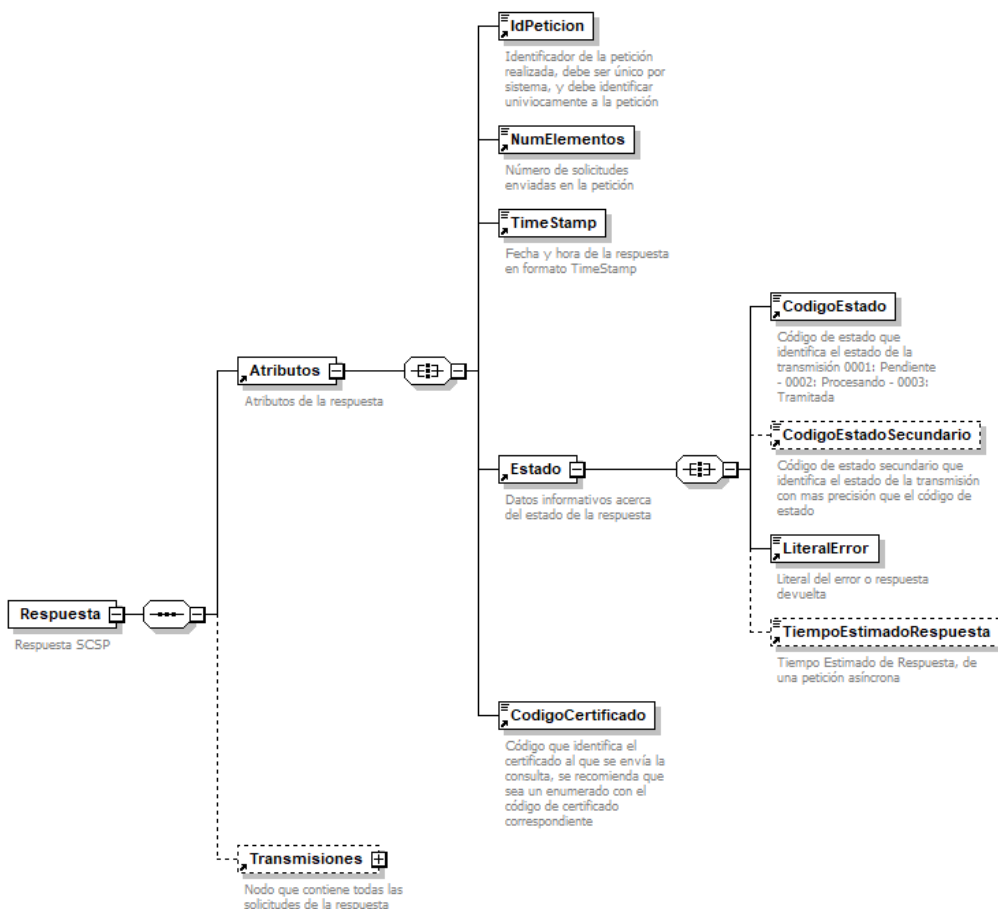 IdPeticion
Identificador de la petición
realizada, debe ser único por
sistema, y debe identificar
univiocamente a la petición
NumElementos
Número de solicitudes
enviadas en la petición
TimeStamp
Fecha y hora de la respuesta
en formato TimeStamp
CodigoEstado
Código de estado que
identifica el estado de la
transmisión 0001: Pendiente
- 0002: Procesando - 0003:
Tramitada
Atributos
Atributos de la respuesta
CodigoEstadoSecundario
Código de estado secundario que
identifica el estado de la transmisión
con mas precisión que el código de
estado
Estado
Datos informativos acerca
del estado de la respuesta
LiteralError
Literal del error o respuesta
devuelta
Respuesta
Respuesta SCSP
TiempoEstimadoRespuesta
Tiempo Estimado de Respuesta, de
una petición asíncrona
CodigoCertificado
Código que identifica el
certificado al que se envía la
consulta, se recomienda que
sea un enumerado con el
código de certificado
correspondiente
Transmisiones
Nodo que contiene todas las
solicitudes de la respuesta